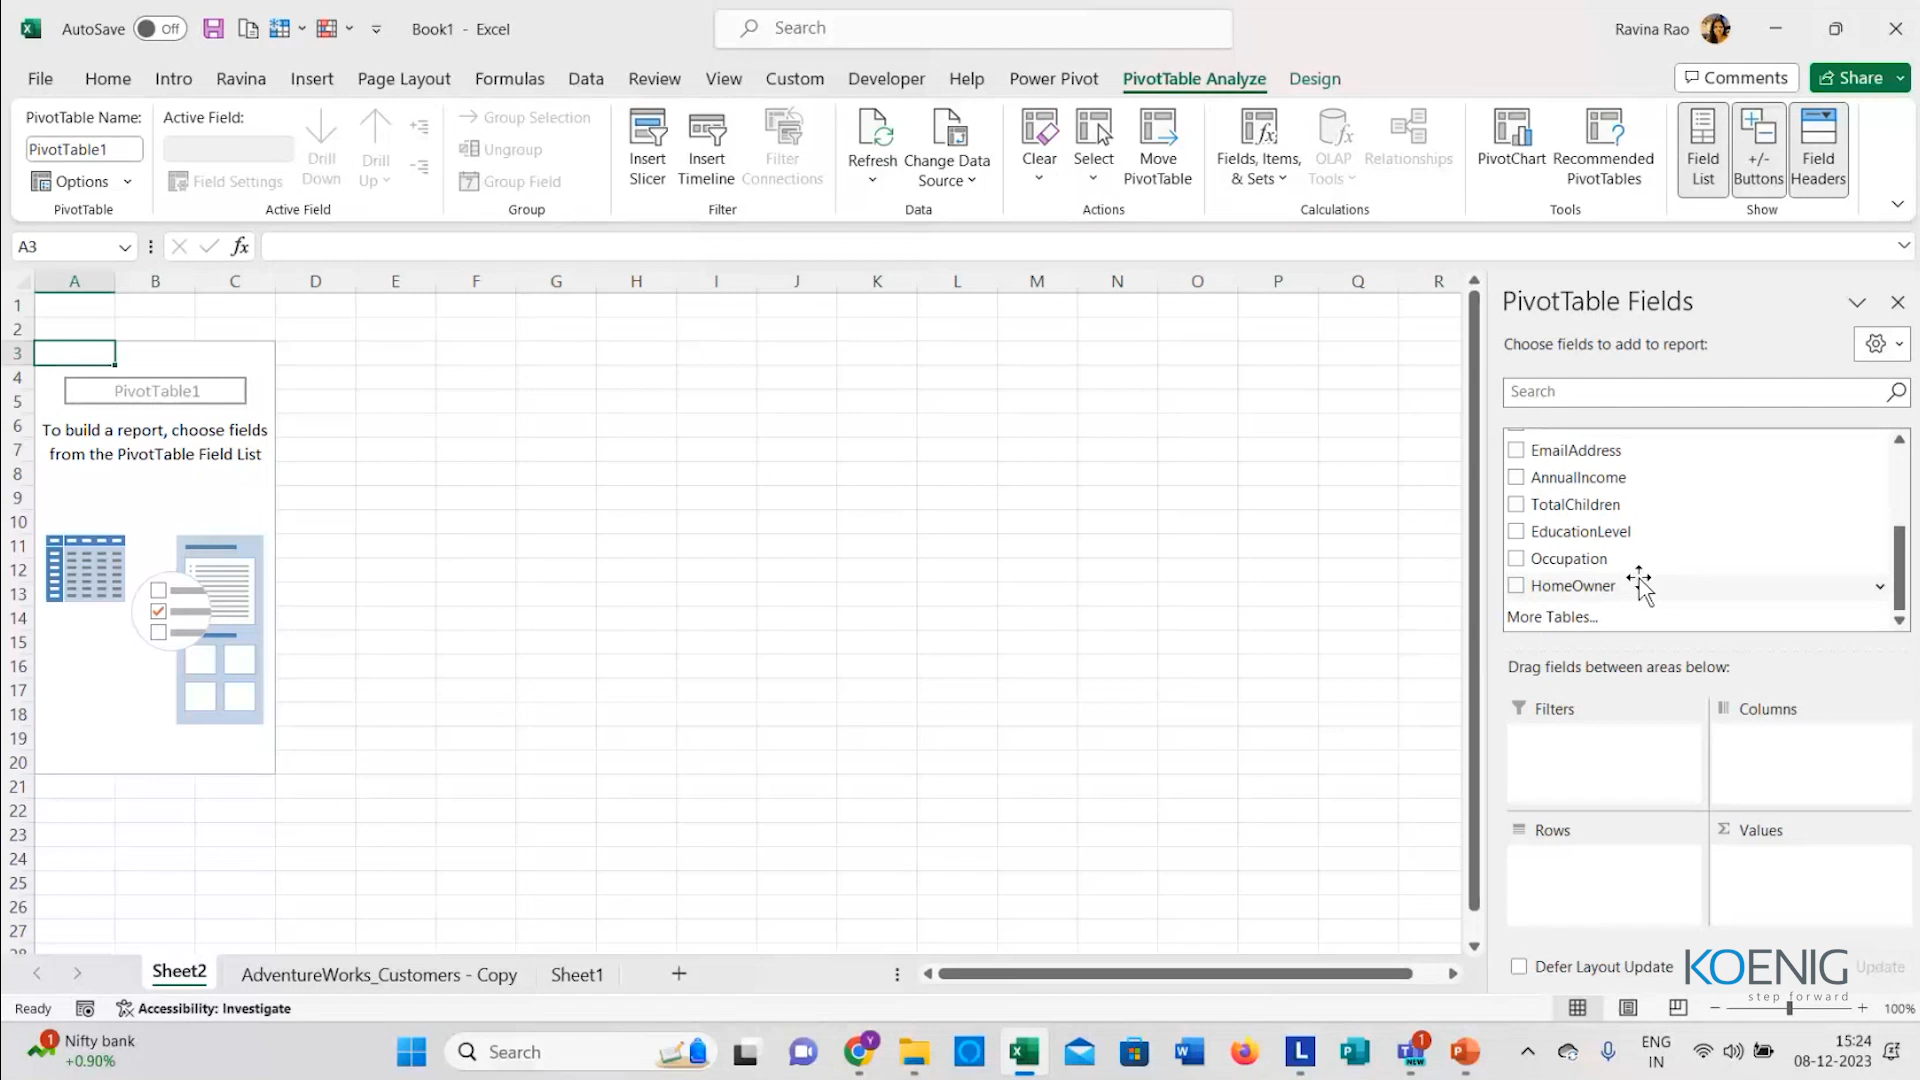 AutoSave Off Book1 - Excel Search Ravina Rao
File Home Intro Ravina Insert Page Layout Formulas Data Review View Custom Developer Help Power Pivot PivotTable Analyze Design Comments Share
PivotTable Name:
PivotTable1
Options
PivotTable
Active Field:
Field Settings
Drill Down
Drill Up
Active Field
Group Selection
Ungroup
7 Group Field
Group
Insert Slicer
Insert Timeline
Filter Connections
Filter
Refresh
Change Data Source
Data
Clear
Select
Move PivotTable
Actions
Fields, Items, & Sets
OLAP Tools
Relationships
Calculations
PivotChart
Recommended PivotTables
Tools
Field List
+/- Buttons
Field Headers
Show
A3 fx
A B C D E F G H I J K L M N O P Q R
1
2
3
4
5
6
7
8
9
10
11
12
13
14
15
16
17
18
19
20
21
22
23
24
25
26
27
28
PivotTable1
To build a report, choose fields
from the PivotTable Field List
PivotTable Fields
Choose fields to add to report:
Search
EmailAddress
AnnualIncome
TotalChildren
EducationLevel
Occupation
HomeOwner
More Tables...
Drag fields between areas below:
Filters Columns
Rows Σ Values
Defer Layout Update Update
KOENIG
step forward
Sheet2 AdventureWorks_Customers - Copy Sheet1 +
Ready Accessibility: Investigate 100%
1 Nifty bank
+0.90%
Search
Y
W
L
P
1
NEW
P
ENG
IN
15:24
08-12-2023